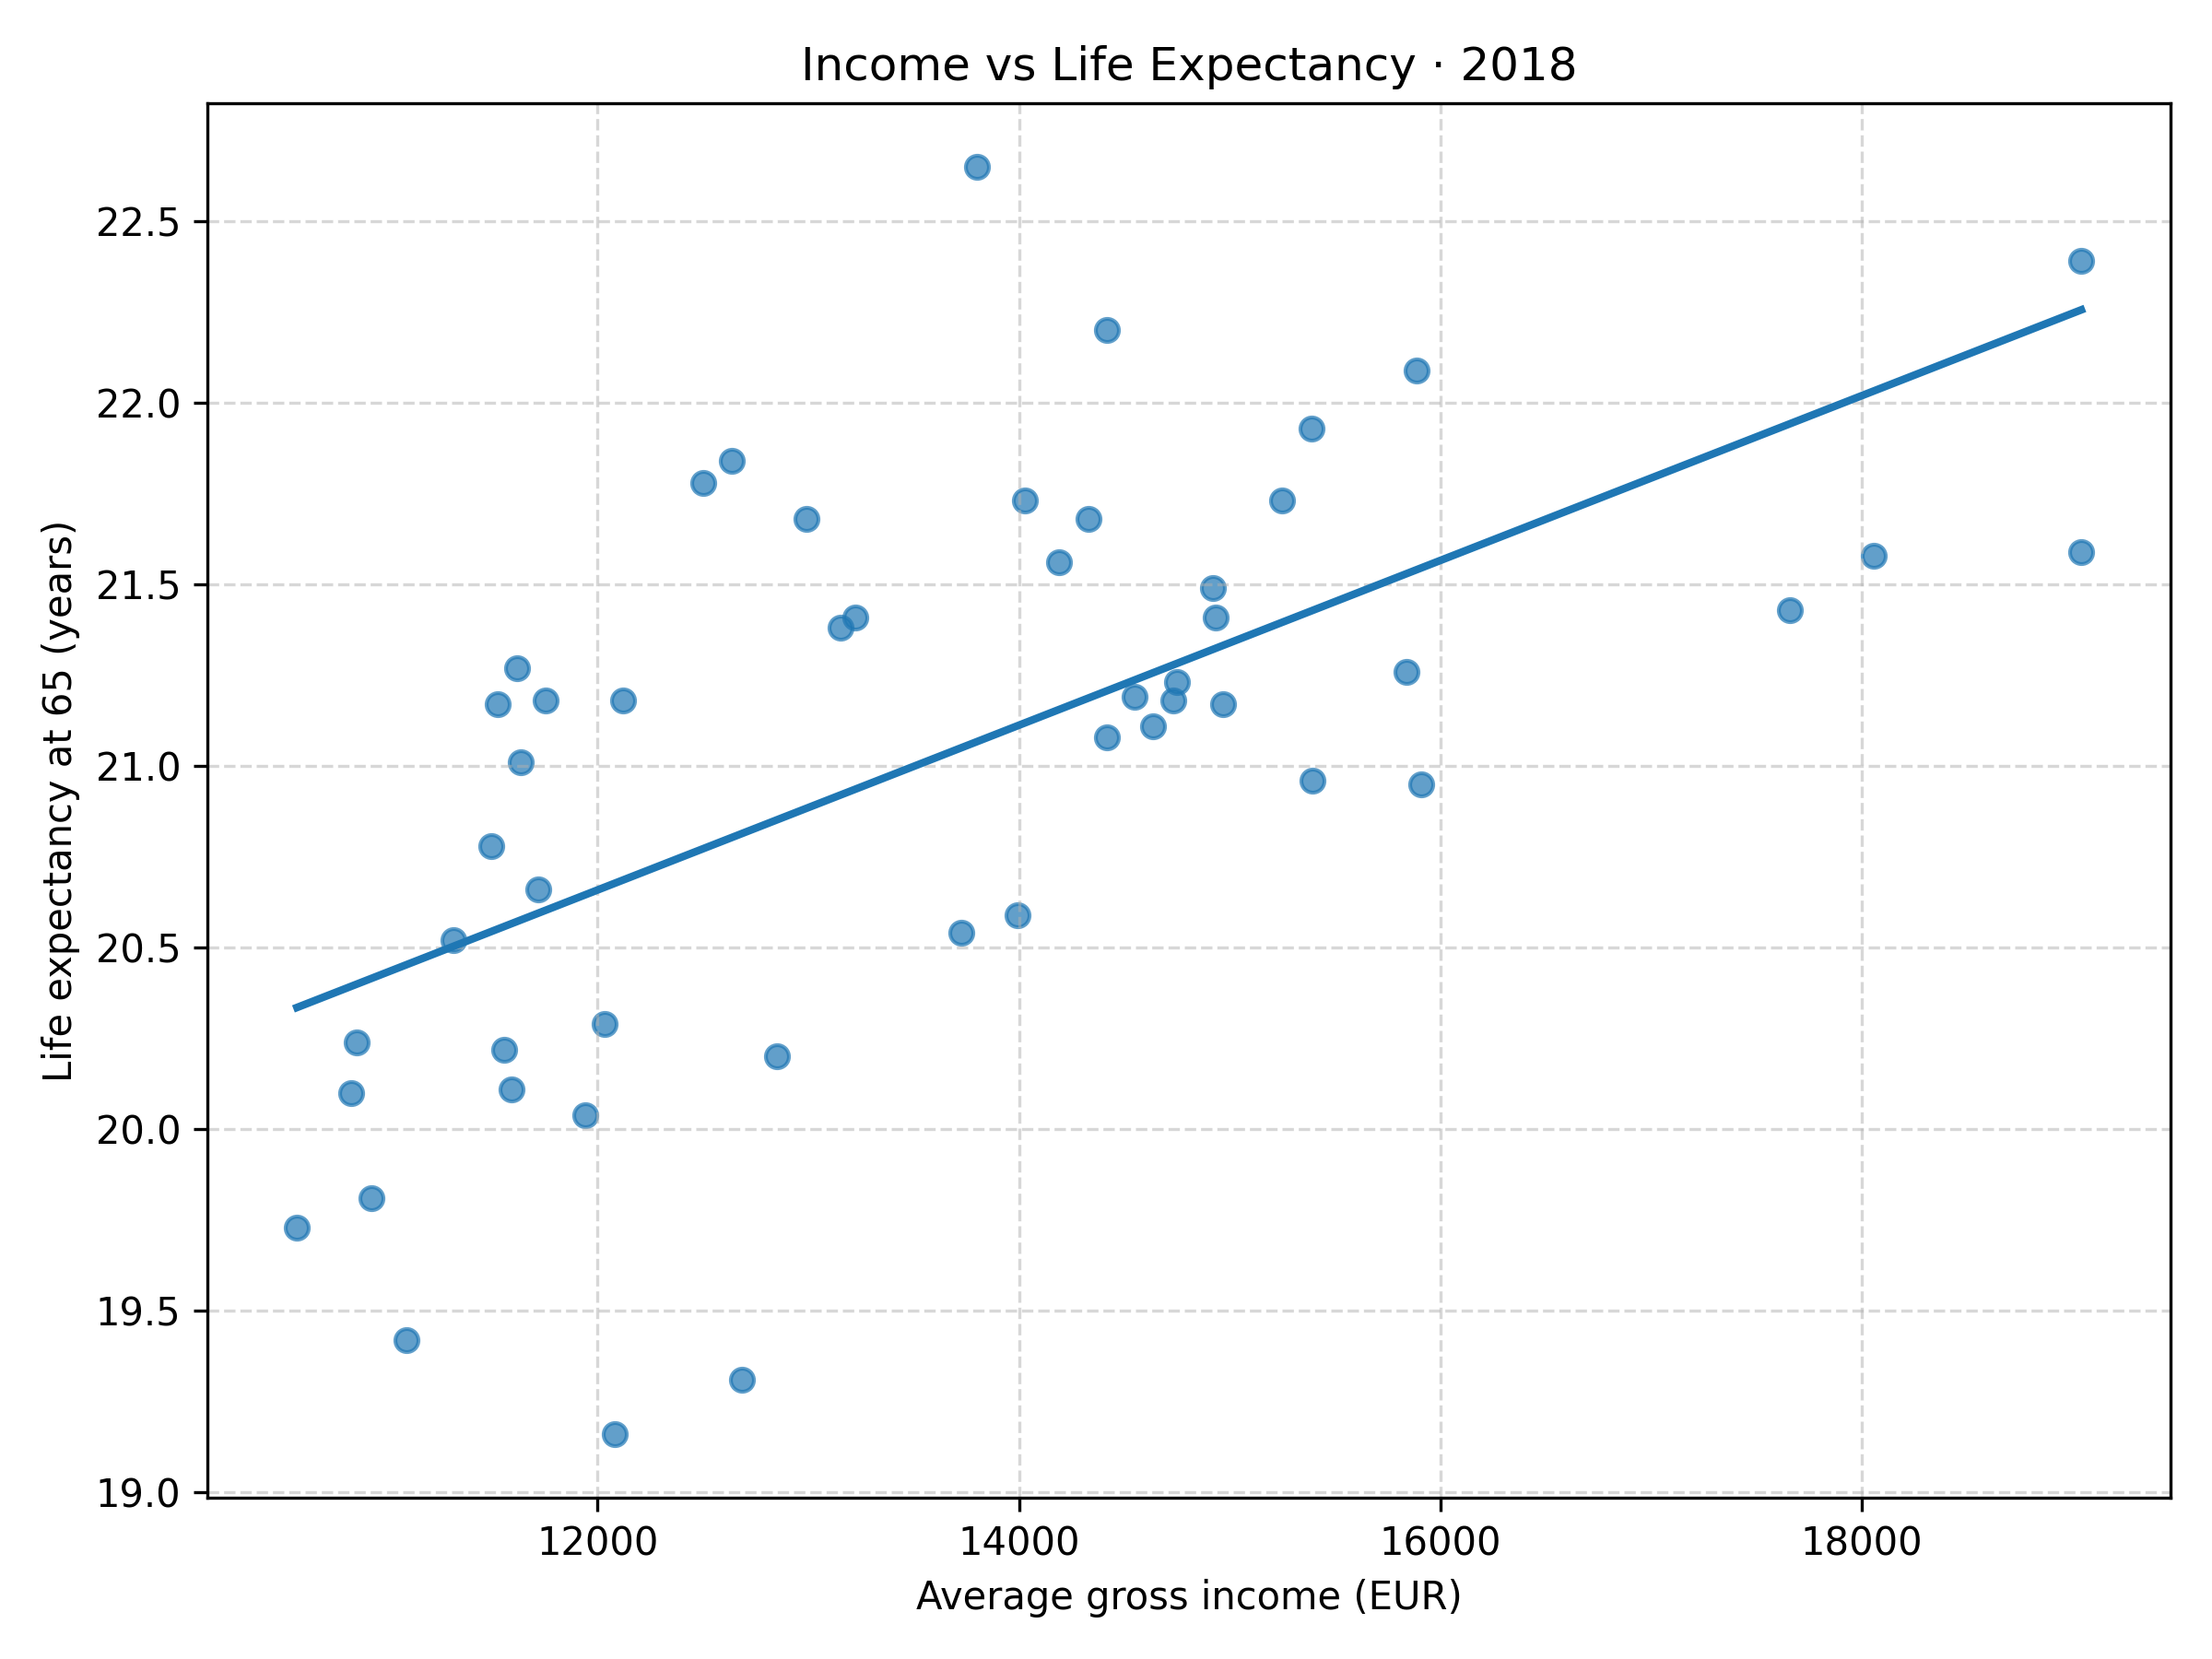 Income vs Life Expectancy · 2018
Life expectancy at 65 (years)
22.5
22.0
21.5
21.0
20.5
20.0
19.5
19.0
12000 14000 16000 18000
Average gross income (EUR)